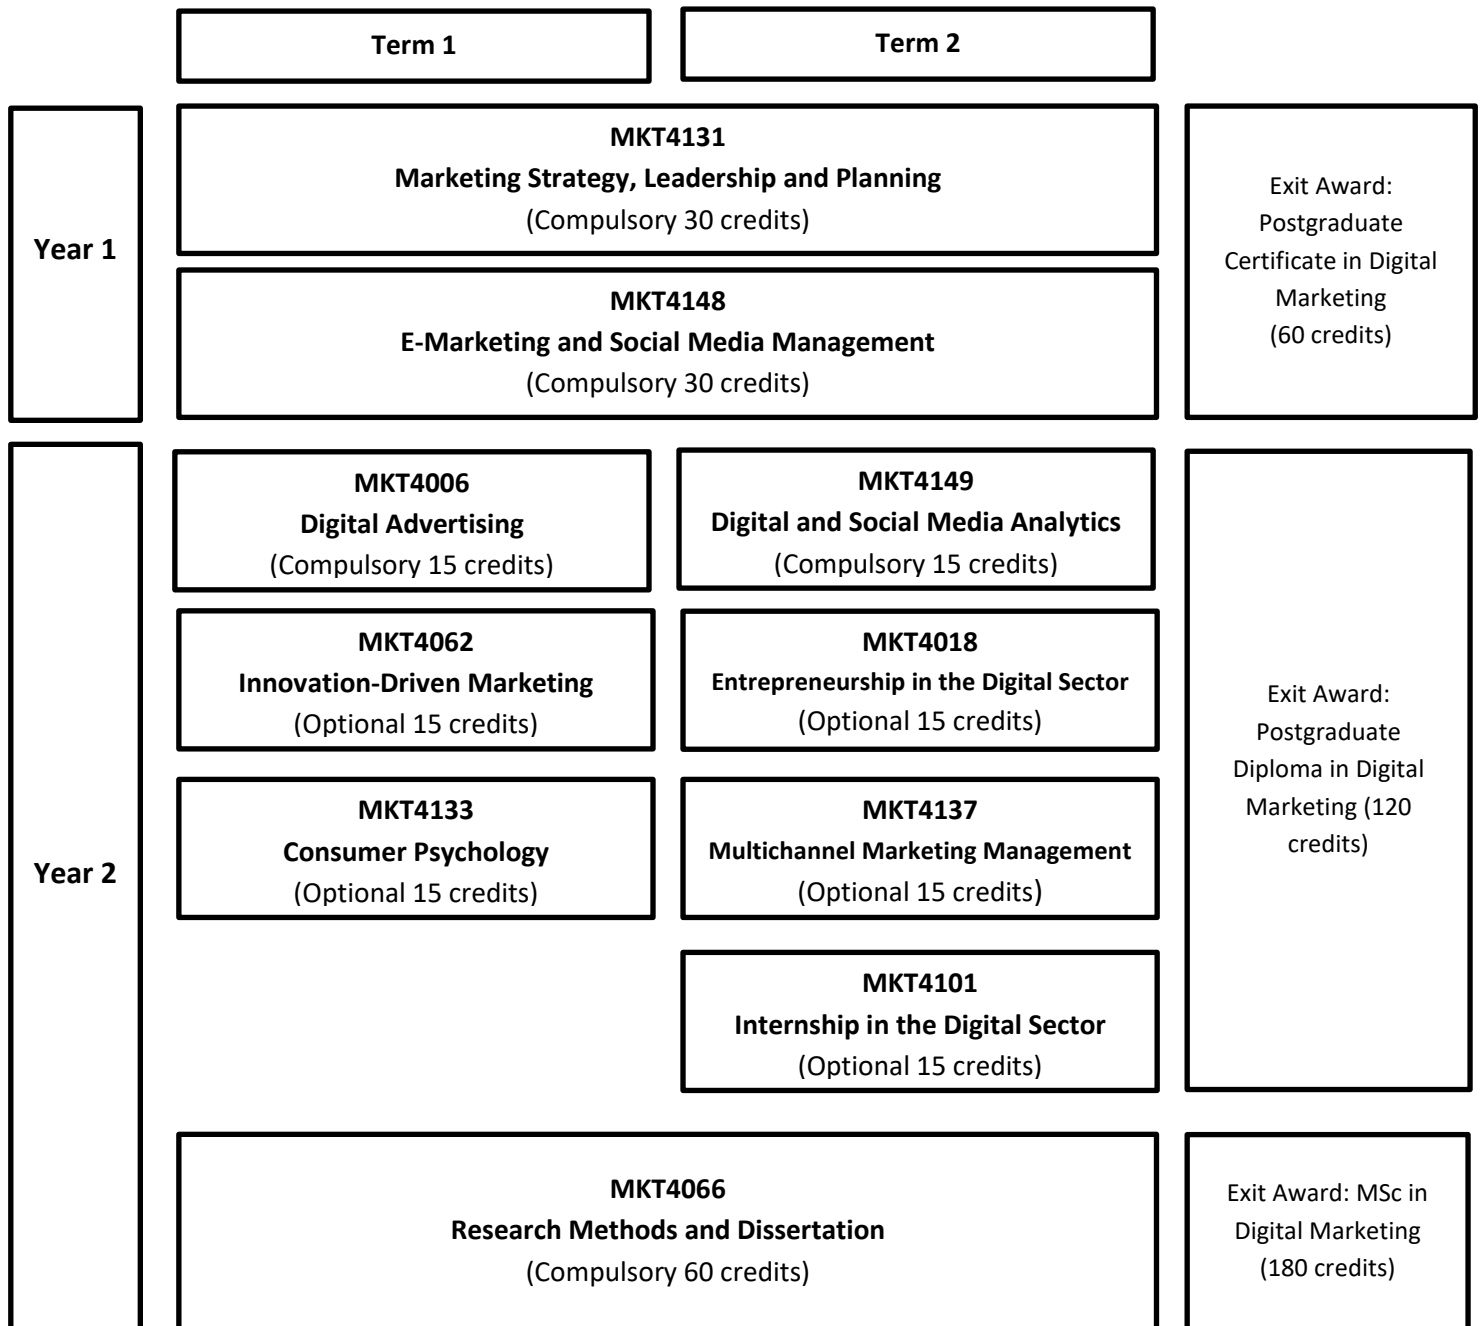 Term 1
Term 2
Year 1
MKT4131
Marketing Strategy, Leadership and Planning
(Compulsory 30 credits)
MKT4148
E-Marketing and Social Media Management
(Compulsory 30 credits)
Exit Award:
Postgraduate
Certificate in Digital
Marketing
(60 credits)
Year 2
MKT4006
Digital Advertising
(Compulsory 15 credits)
MKT4149
Digital and Social Media Analytics
(Compulsory 15 credits)
MKT4062
Innovation-Driven Marketing
(Optional 15 credits)
MKT4018
Entrepreneurship in the Digital Sector
(Optional 15 credits)
MKT4133
Consumer Psychology
(Optional 15 credits)
MKT4137
Multichannel Marketing Management
(Optional 15 credits)
MKT4101
Internship in the Digital Sector
(Optional 15 credits)
Exit Award:
Postgraduate
Diploma in Digital
Marketing (120
credits)
MKT4066
Research Methods and Dissertation
(Compulsory 60 credits)
Exit Award: MSc in
Digital Marketing
(180 credits)